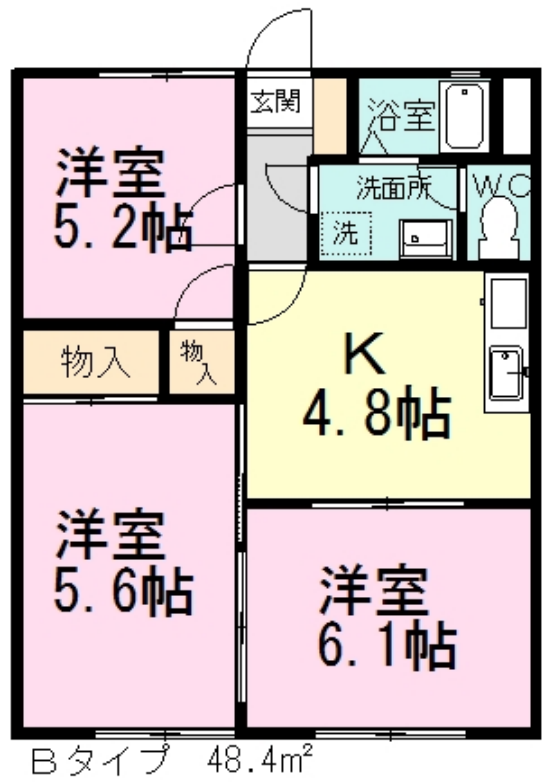 玄関
浴室
洋室
5.2帖
洗面所
WC
洗
物入
物入
K
4.8帖
洋室
5.6帖
洋室
6.1帖
Bタイプ 48.4m²